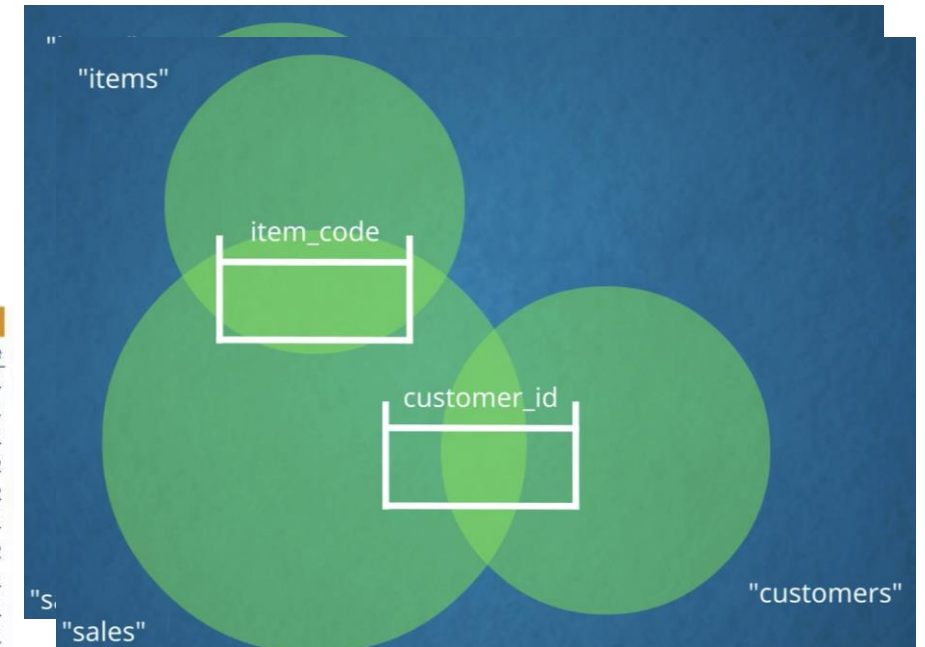 "items"
item_code
customer_id
"customers"
"sales"